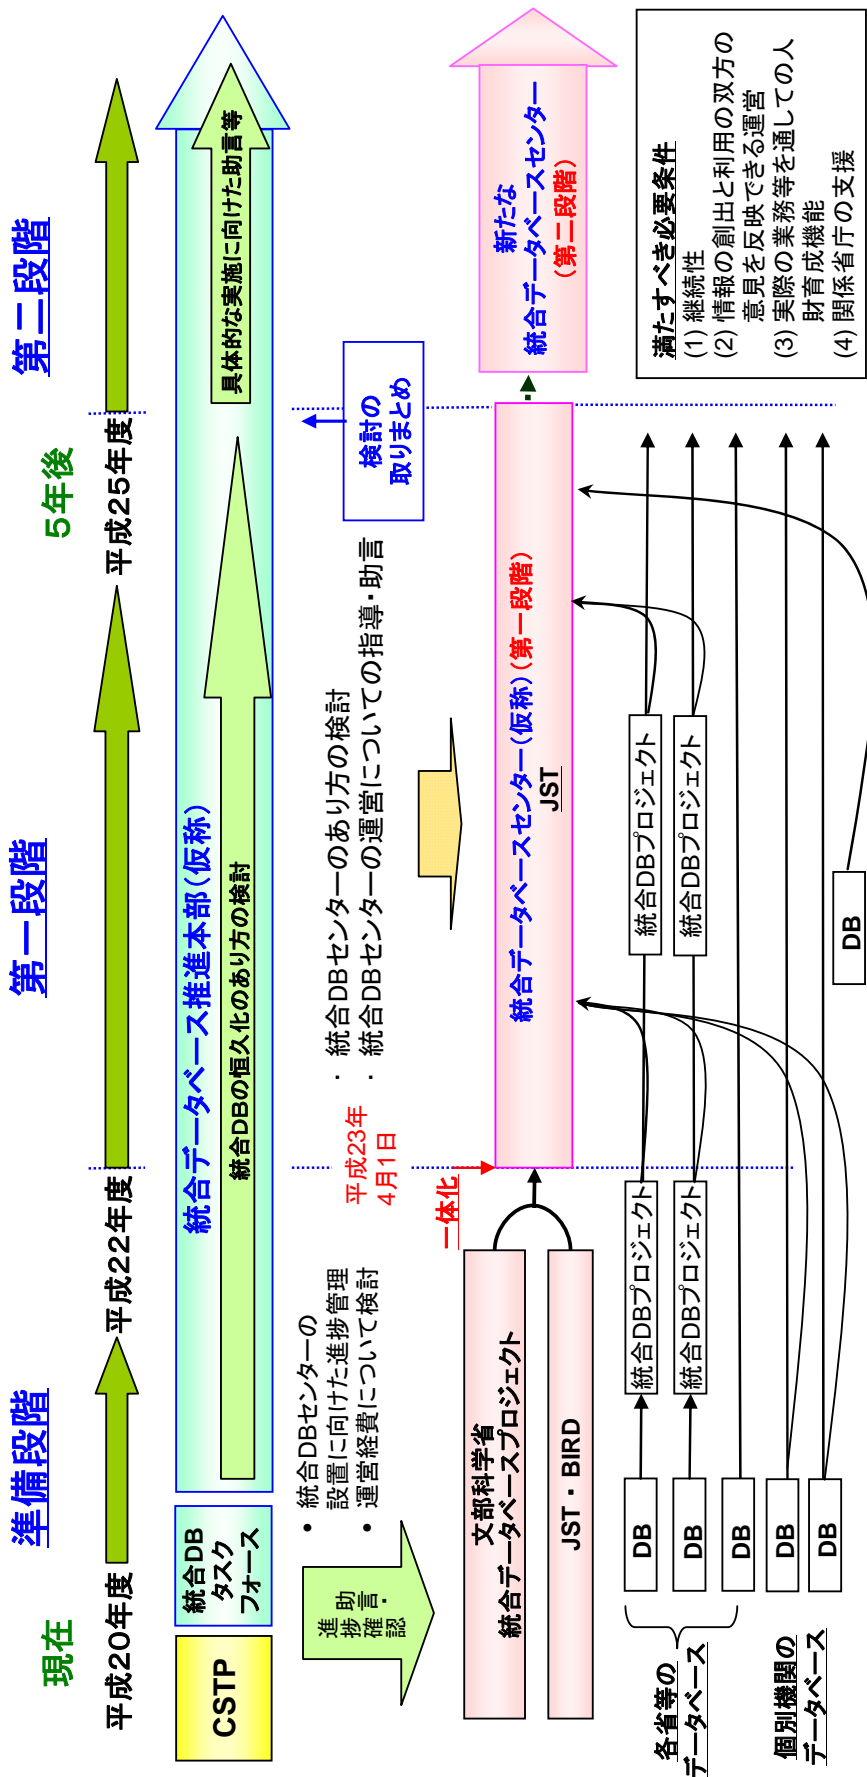 現在
準備段階
第一段階
5年後
第二段階
平成20年度
平成22年度
平成25年度
CSTP
統合DB
タスク
フォース
統合データベース推進本部(仮称)
統合DBの恒久化のあり方の検討
具体的な実施に向けた助言等
進捗確認
助言・
• 統合DBセンターの
設置に向けた進捗管理
• 運営経費について検討
平成23年
4月1日
・ 統合DBセンターのあり方の検討
・ 統合DBセンターの運営についての指導・助言
検討の
取りまとめ
一体化
文部科学省
統合データベースプロジェクト
JST・BIRD
統合データベースセンター(仮称)(第一段階)
JST
新たな
統合データベースセンター
(第二段階)
各省等の
データベース
個別機関の
データベース
DB
DB
DB
DB
DB
統合DBプロジェクト
統合DBプロジェクト
統合DBプロジェクト
統合DBプロジェクト
DB
満たすべき必要条件
(1) 継続性
(2) 情報の創出と利用の双方の
意見を反映できる運営
(3) 実際の業務等を通しての人
財育成機能
(4) 関係省庁の支援